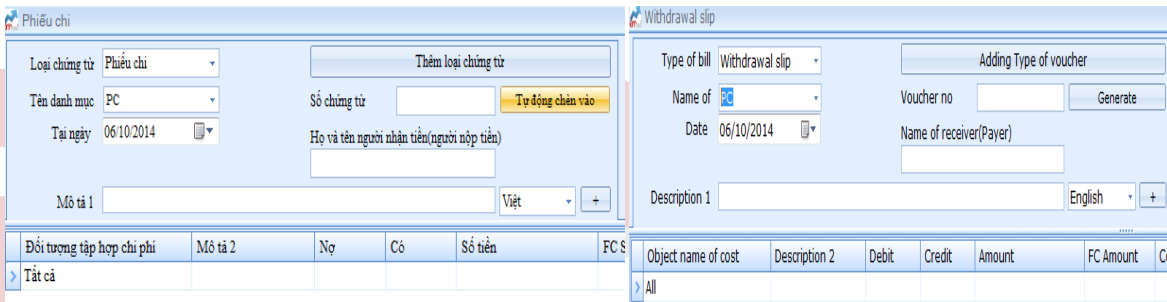 Phiếu chi
Loại chứng từ Phiếu chi Thêm loại chứng từ
Tên danh mục PC Số chứng từ Tự động chèn vào
Tại ngày 06/10/2014
Họ và tên người nhận tiền(người nộp tiền)
Mô tả 1 Việt +
Đối tượng tập hợp chi phí Mô tả 2 Nợ Có Số tiền FC S
Tất cả
Withdrawal slip
Type of bill Withdrawal slip Adding Type of voucher
Name of PC Voucher no Generate
Date 06/10/2014 Name of receiver(Payer)
Description 1 English +
Object name of cost Description 2 Debit Credit Amount FC Amount
All